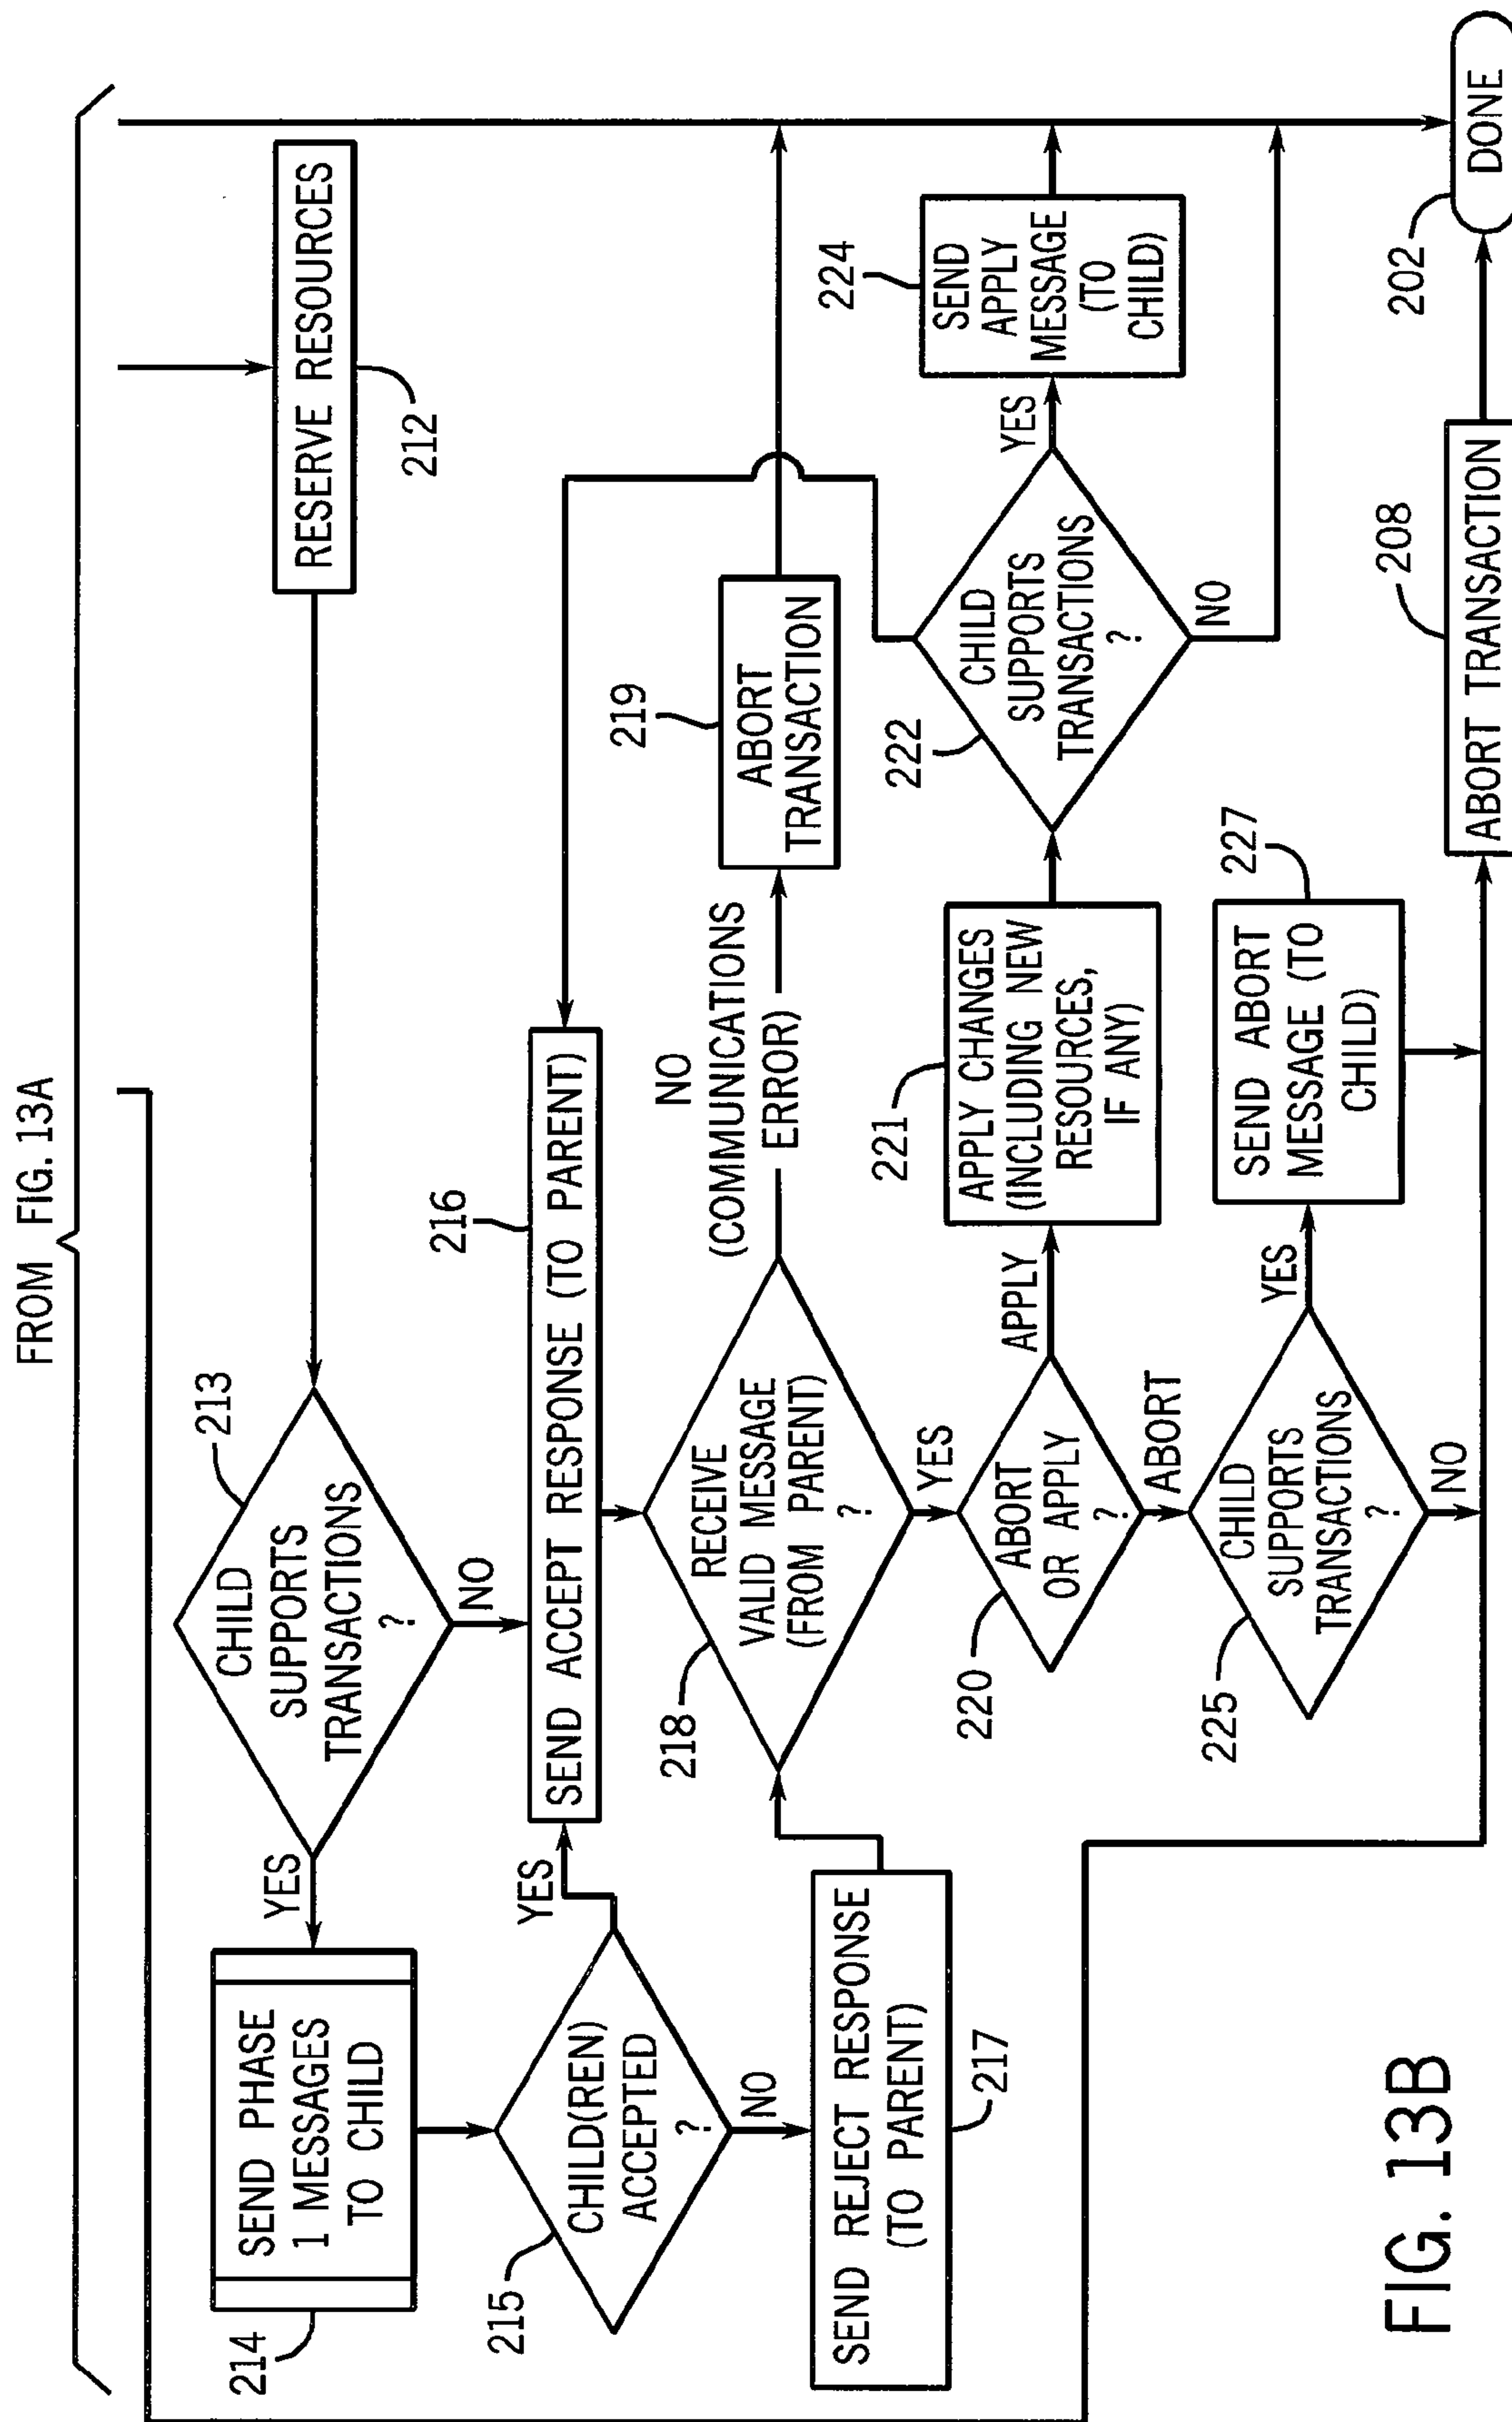 FROM FIG. 13A
RESERVE RESOURCES
212
CHILD
SUPPORTS
TRANSACTIONS
?
213
YES
NO
SEND PHASE
1 MESSAGES
TO CHILD
214
CHILD(REN)
ACCEPTED
?
215
YES
NO
SEND ACCEPT RESPONSE (TO PARENT)
216
SEND REJECT RESPONSE
(TO PARENT)
217
RECEIVE
VALID MESSAGE
(FROM PARENT)
?
218
NO
(COMMUNICATIONS
ERROR)
YES
ABORT
TRANSACTION
219
ABORT
OR APPLY
?
220
APPLY
ABORT
APPLY CHANGES
(INCLUDING NEW
RESOURCES,
IF ANY)
221
CHILD
SUPPORTS
TRANSACTIONS
?
222
YES
NO
SEND
APPLY
MESSAGE
(TO
CHILD)
224
CHILD
SUPPORTS
TRANSACTIONS
?
225
YES
NO
SEND ABORT
MESSAGE (TO
CHILD)
227
ABORT TRANSACTION
208
DONE
202
FIG. 13B